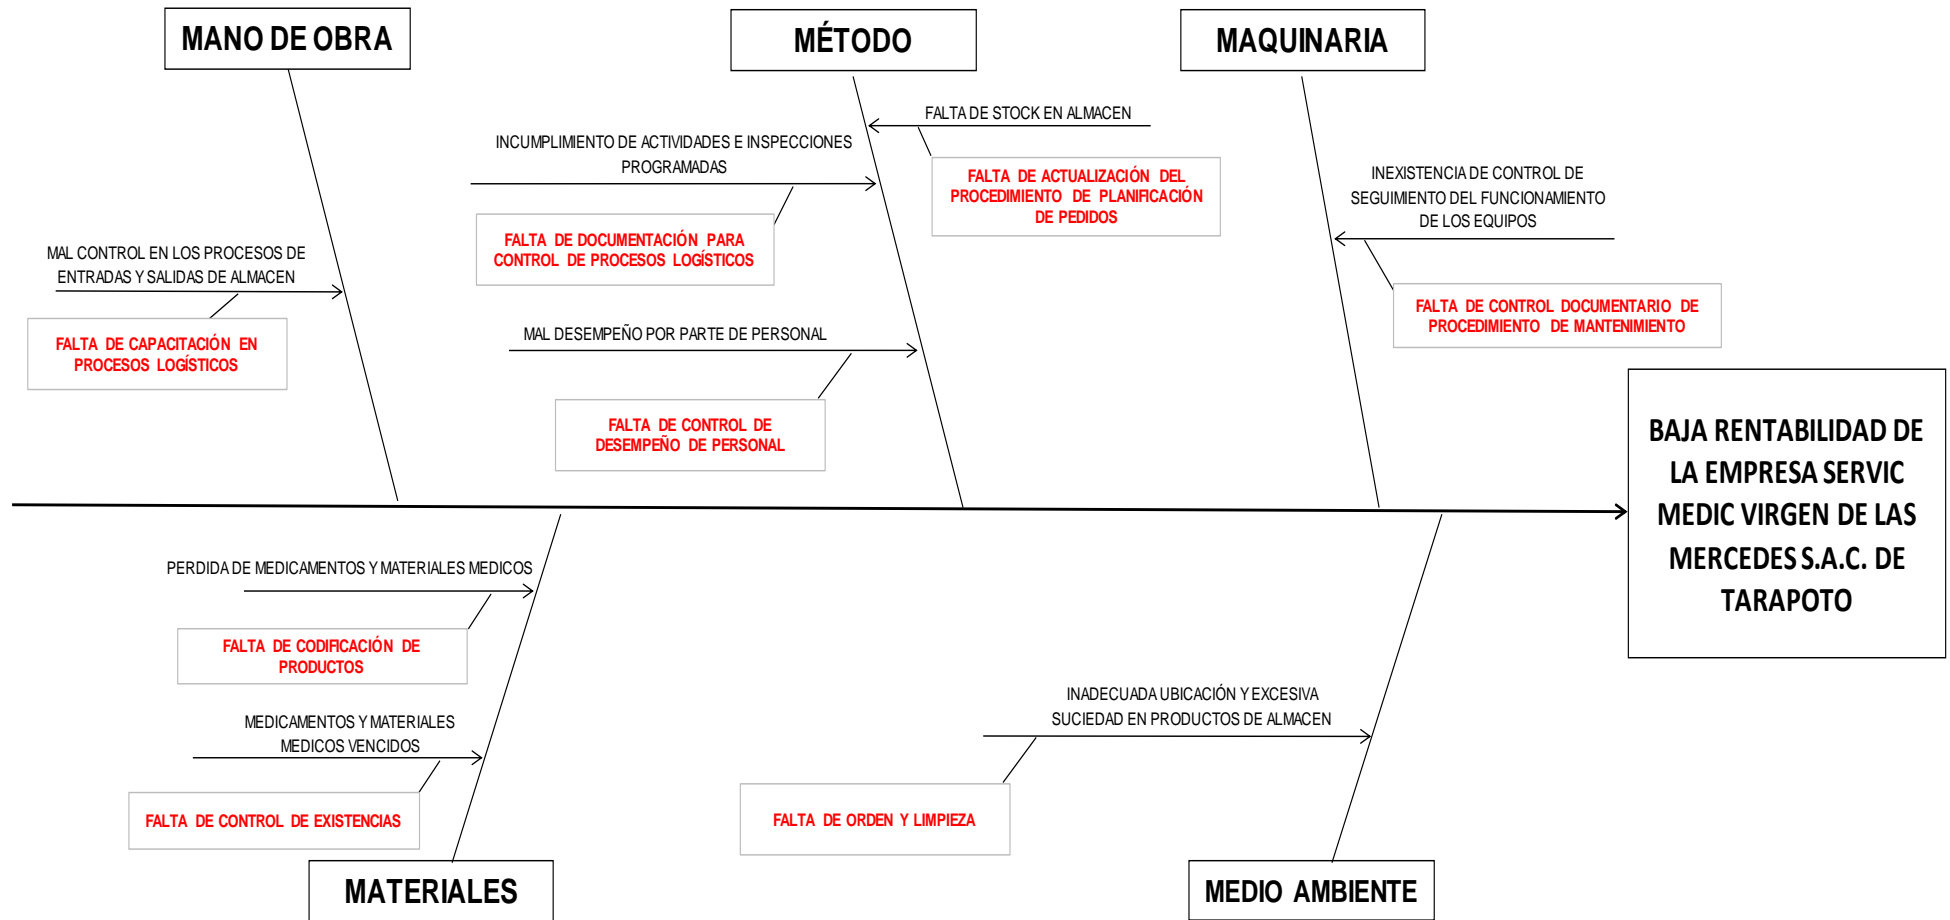 MANO DE OBRA
MÉTODO
MAQUINARIA
FALTA DE STOCK EN ALMACEN
INCUMPLIMIENTO DE ACTIVIDADES E INSPECCIONES
PROGRAMADAS
FALTA DE ACTUALIZACIÓN DEL
PROCEDIMIENTO DE PLANIFICACIÓN
DE PEDIDOS
INEXISTENCIA DE CONTROL DE
SEGUIMIENTO DEL FUNCIONAMIENTO
DE LOS EQUIPOS
FALTA DE DOCUMENTACIÓN PARA
CONTROL DE PROCESOS LOGÍSTICOS
MAL CONTROL EN LOS PROCESOS DE
ENTRADAS Y SALIDAS DE ALMACEN
FALTA DE CONTROL DOCUMENTARIO DE
PROCEDIMIENTO DE MANTENIMIENTO
FALTA DE CAPACITACIÓN EN
PROCESOS LOGÍSTICOS
MAL DESEMPEÑO POR PARTE DE PERSONAL
FALTA DE CONTROL DE
DESEMPEÑO DE PERSONAL
BAJA RENTABILIDAD DE
LA EMPRESA SERVIC
MEDIC VIRGEN DE LAS
MERCEDES S.A.C. DE
TARAPOTO
PERDIDA DE MEDICAMENTOS Y MATERIALES MEDICOS
FALTA DE CODIFICACIÓN DE
PRODUCTOS
MEDICAMENTOS Y MATERIALES
MEDICOS VENCIDOS
FALTA DE CONTROL DE EXISTENCIAS
INADECUADA UBICACIÓN Y EXCESIVA
SUCIEDAD EN PRODUCTOS DE ALMACEN
FALTA DE ORDEN Y LIMPIEZA
MATERIALES
MEDIO AMBIENTE